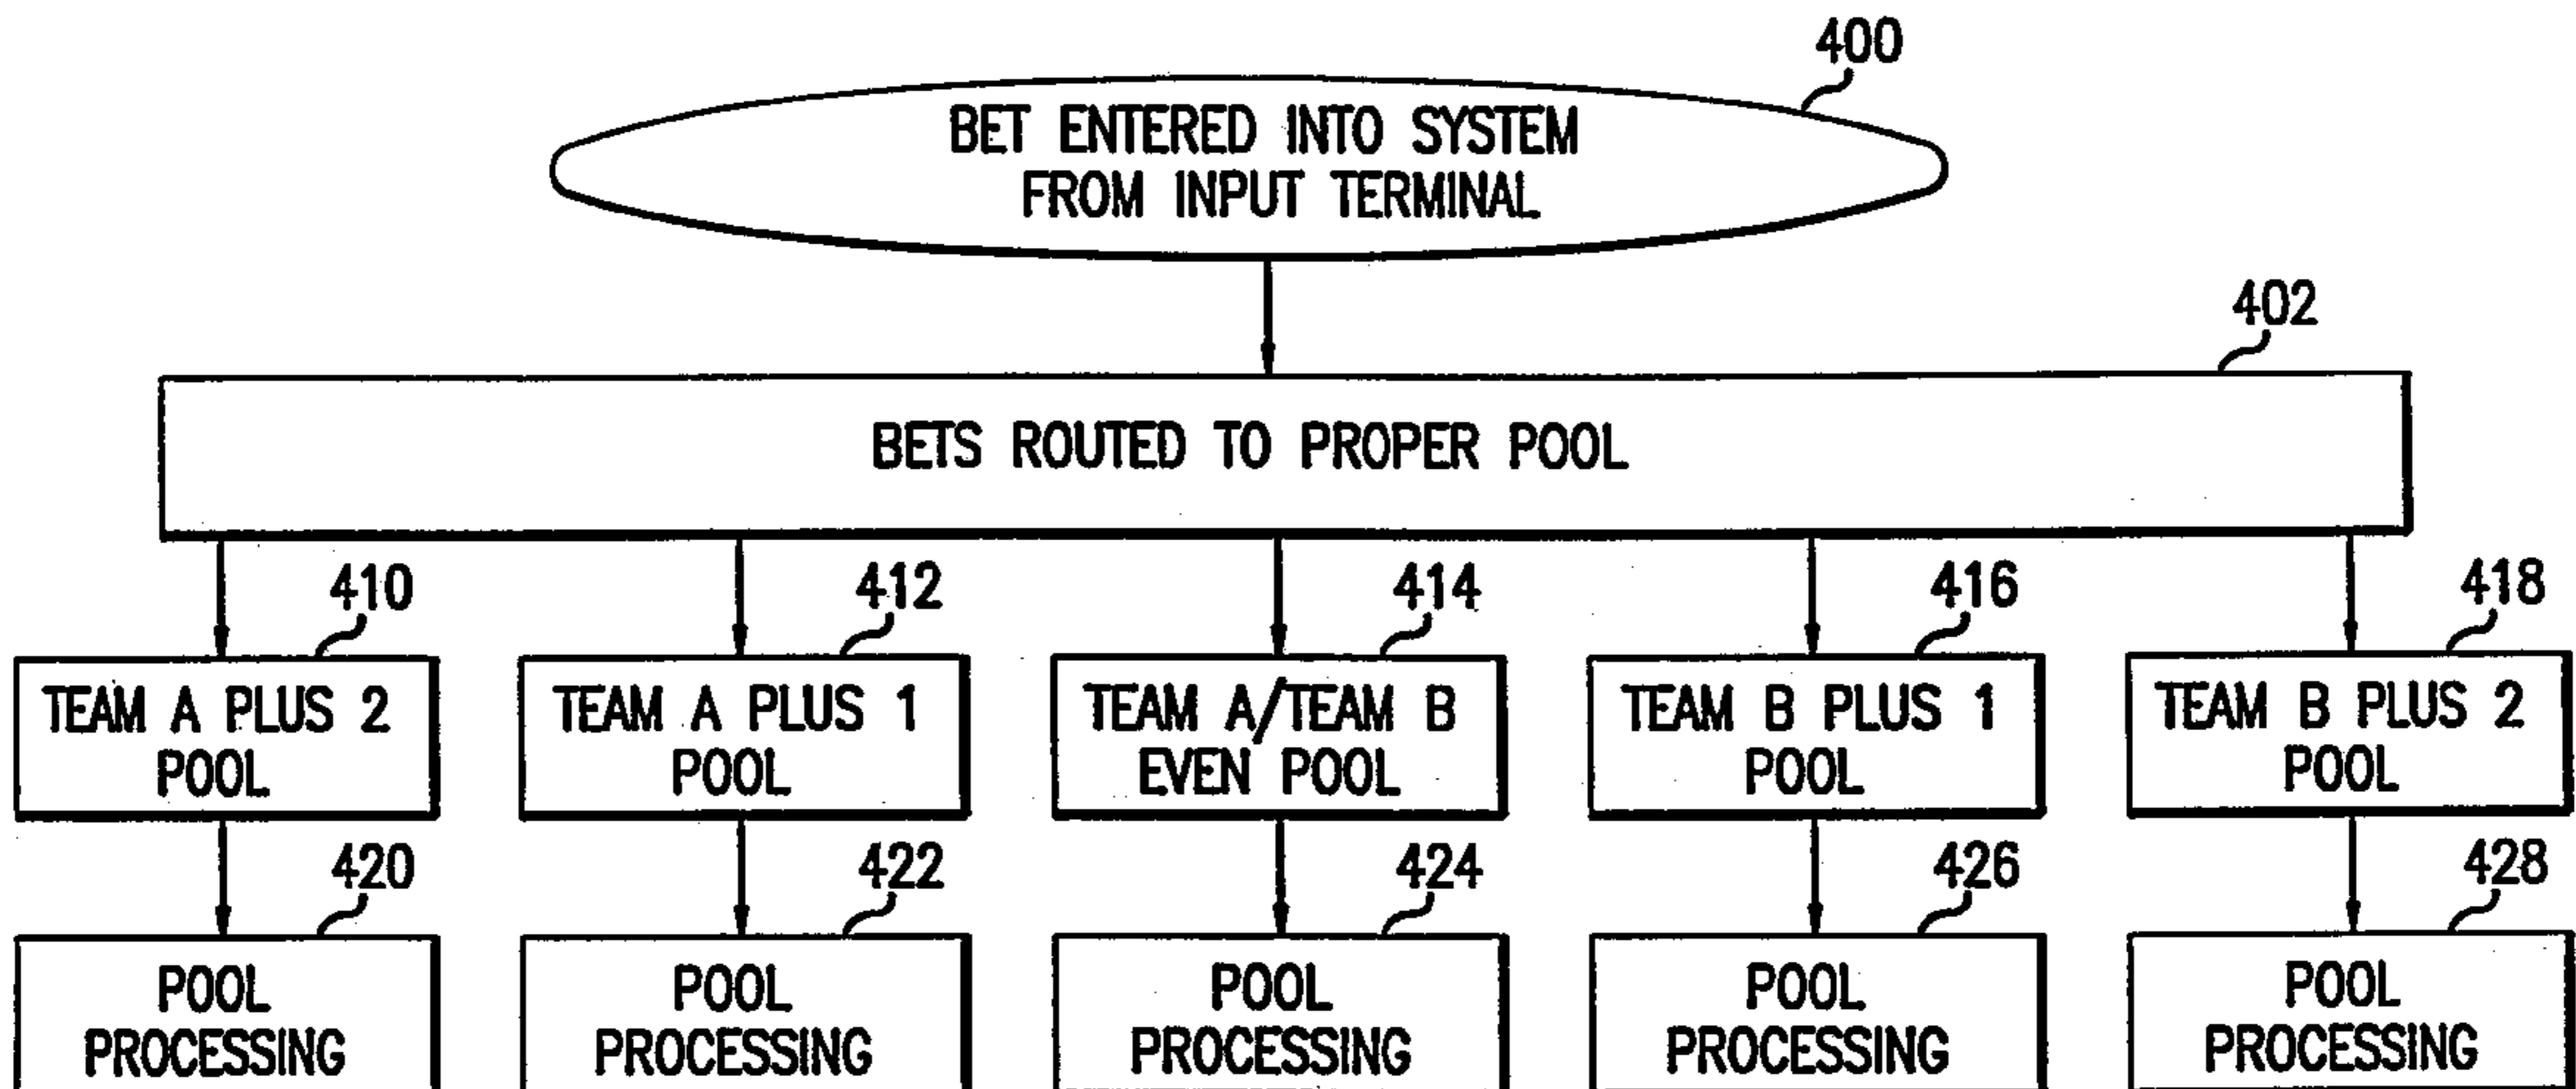 400
BET ENTERED INTO SYSTEM
FROM INPUT TERMINAL
402
BETS ROUTED TO PROPER POOL
410
412
414
416
418
TEAM A PLUS 2
POOL
TEAM A PLUS 1
POOL
TEAM A/TEAM B
EVEN POOL
TEAM B PLUS 1
POOL
TEAM B PLUS 2
POOL
420
422
424
426
428
POOL
PROCESSING
POOL
PROCESSING
POOL
PROCESSING
POOL
PROCESSING
POOL
PROCESSING